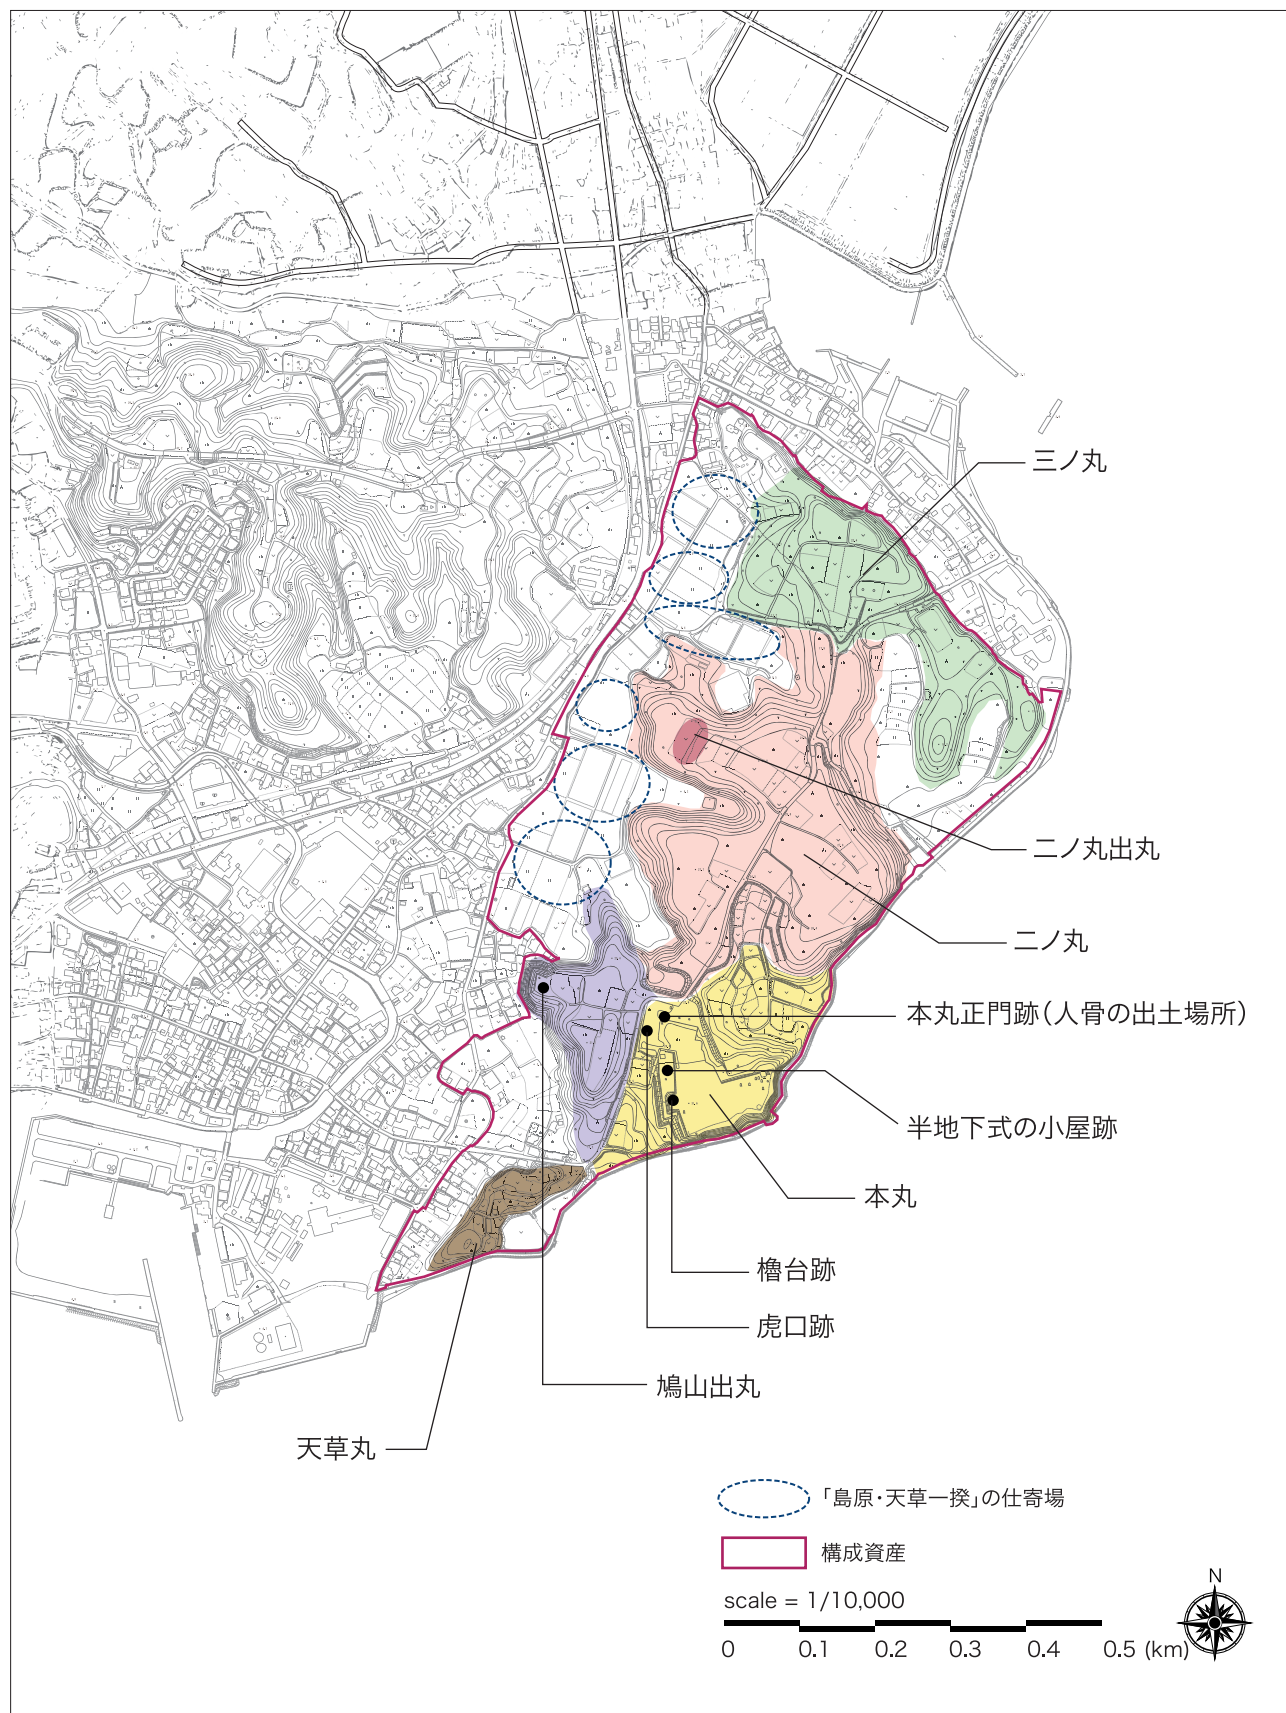 三ノ丸
二ノ丸出丸
二ノ丸
本丸正門跡（人骨の出土場所）
半地下式の小屋跡
本丸
櫓台跡
虎口跡
鳩山出丸
天草丸
「島原・天草一揆」の仕寄場
構成資産
scale = 1/10,000
0 0.1 0.2 0.3 0.4 0.5 (km)
N